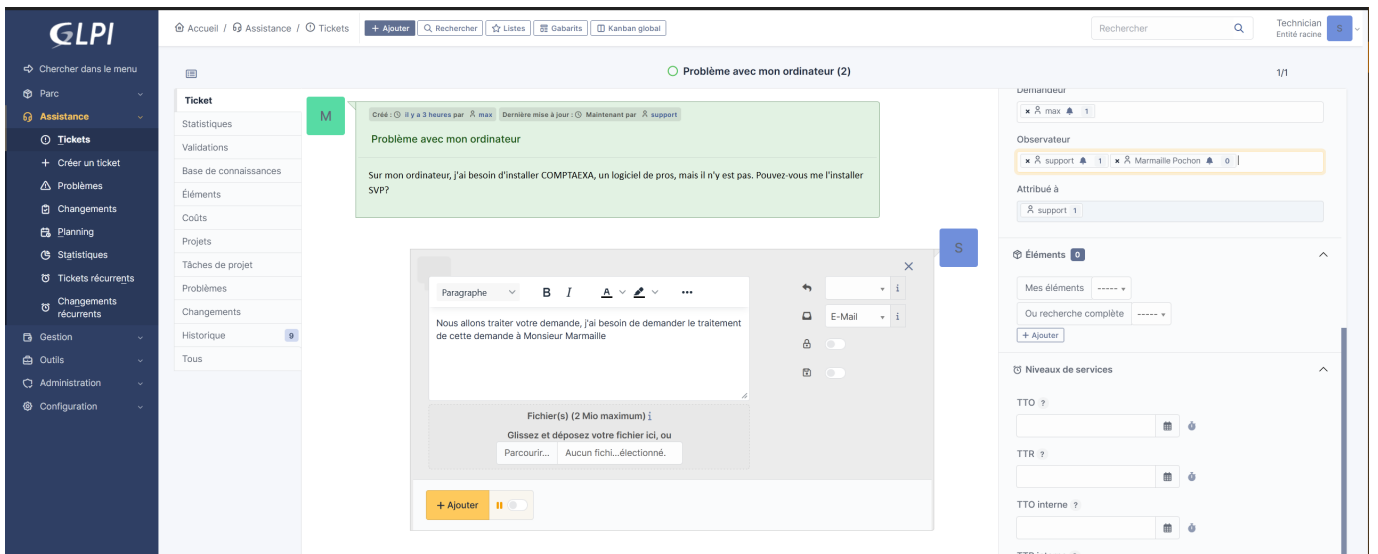 GLPI
Accueil / Assistance / Tickets + Ajouter Rechercher Listes Gabarits Kanban global
Rechercher
Technician
Entité racine
S
Chercher dans le menu
Parc
Assistance
Tickets
+ Créer un ticket
Problèmes
Changements
Planning
Statistiques
Tickets récurrents
Changements
récurrents
Gestion
Outils
Administration
Configuration
Problème avec mon ordinateur (2)
1/1
Ticket
Statistiques
Validations
Base de connaissances
Éléments
Coûts
Projets
Tâches de projet
Problèmes
Changements
Historique 9
Tous
M
Créé : il y a 3 heures par max Dernière mise à jour : Maintenant par support
Problème avec mon ordinateur
Sur mon ordinateur, j'ai besoin d'installer COMPTAEXA, un logiciel de pros, mais il n'y est pas. Pouvez-vous me l'installer
SVP?
S
Paragraphe B I A •••
Nous allons traiter votre demande, j'ai besoin de demander le traitement
de cette demande à Monsieur Marmaille
i
E-Mail i
Fichier(s) (2 Mio maximum) i
Glissez et déposez votre fichier ici, ou
Parcourir... Aucun fichi...électionné.
+ Ajouter
Demandeur
× max 1
Observateur
× support 1 × Marmaille Pochon 0
Attribué à
support 1
Éléments 0
Mes éléments -----
Ou recherche complète -----
+ Ajouter
Niveaux de services
TTO ?
TTR ?
TTO interne ?
TTR interne ?